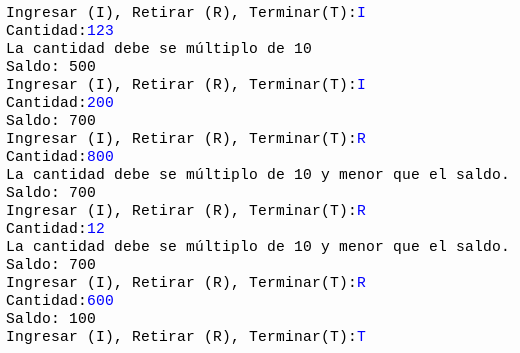 Ingresar (I), Retirar (R), Terminar(T):I
Cantidad:123
La cantidad debe se múltiplo de 10
Saldo: 500
Ingresar (I), Retirar (R), Terminar(T):I
Cantidad:200
Saldo: 700
Ingresar (I), Retirar (R), Terminar(T):R
Cantidad:800
La cantidad debe se múltiplo de 10 y menor que el saldo.
Saldo: 700
Ingresar (I), Retirar (R), Terminar(T):R
Cantidad:12
La cantidad debe se múltiplo de 10 y menor que el saldo.
Saldo: 700
Ingresar (I), Retirar (R), Terminar(T):R
Cantidad:600
Saldo: 100
Ingresar (I), Retirar (R), Terminar(T):T